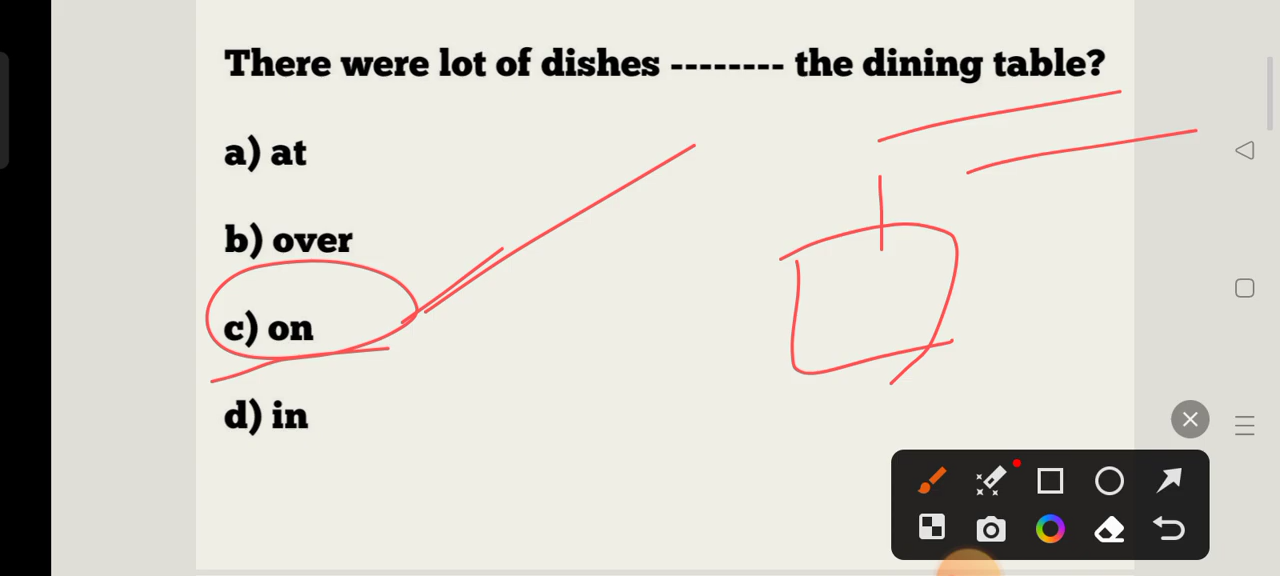 There were lot of dishes -------- the dining table?
a) at
b) over
c) on
d) in